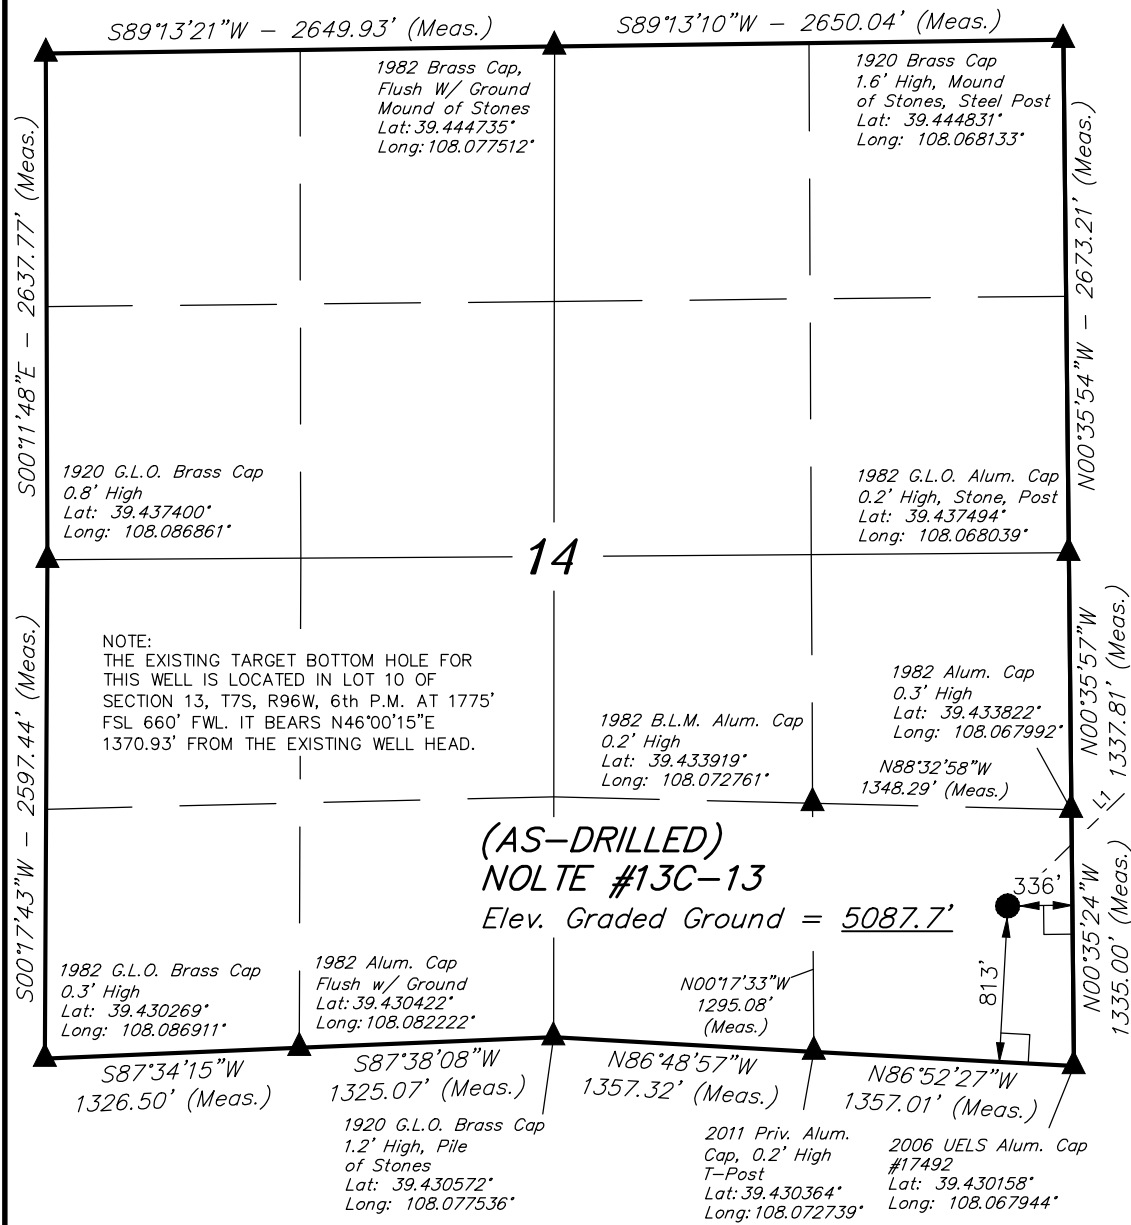 S89°13'21"W - 2649.93' (Meas.)
S89°13'10"W - 2650.04' (Meas.)
1982 Brass Cap,
Flush W/ Ground
Mound of Stones
Lat: 39.444735°
Long: 108.077512°
1920 Brass Cap
1.6' High, Mound
of Stones, Steel Post
Lat: 39.444831°
Long: 108.068133°
S00°11'48"E - 2637.77' (Meas.)
N00°35'54"W - 2673.21' (Meas.)
1920 G.L.O. Brass Cap
0.8' High
Lat: 39.437400°
Long: 108.086861°
1982 G.L.O. Alum. Cap
0.2' High, Stone, Post
Lat: 39.437494°
Long: 108.068039°
14
NOTE:
THE EXISTING TARGET BOTTOM HOLE FOR
THIS WELL IS LOCATED IN LOT 10 OF
SECTION 13, T7S, R96W, 6th P.M. AT 1775'
FSL 660' FWL. IT BEARS N46°00'15"E
1370.93' FROM THE EXISTING WELL HEAD.
S00°17'43"W - 2597.44' (Meas.)
1982 B.L.M. Alum. Cap
0.2' High
Lat: 39.433919°
Long: 108.072761°
1982 Alum. Cap
0.3' High
Lat: 39.433822°
Long: 108.067992°
N88°32'58"W
1348.29' (Meas.)
N00°35'57"W
1337.81' (Meas.)
L1
(AS-DRILLED)
NOLTE #13C-13
Elev. Graded Ground = 5087.7'
336'
813'
N00°35'24"W
1335.00' (Meas.)
1982 G.L.O. Brass Cap
0.3' High
Lat: 39.430269°
Long: 108.086911°
1982 Alum. Cap
Flush w/ Ground
Lat: 39.430422°
Long: 108.082222°
N00°17'33"W
1295.08'
(Meas.)
S87°34'15"W
1326.50' (Meas.)
S87°38'08"W
1325.07' (Meas.)
N86°48'57"W
1357.32' (Meas.)
N86°52'27"W
1357.01' (Meas.)
1920 G.L.O. Brass Cap
1.2' High, Pile
of Stones
Lat: 39.430572°
Long: 108.077536°
2011 Priv. Alum.
Cap, 0.2' High
T-Post
Lat: 39.430364°
Long: 108.072739°
2006 UELS Alum. Cap
#17492
Lat: 39.430158°
Long: 108.067944°